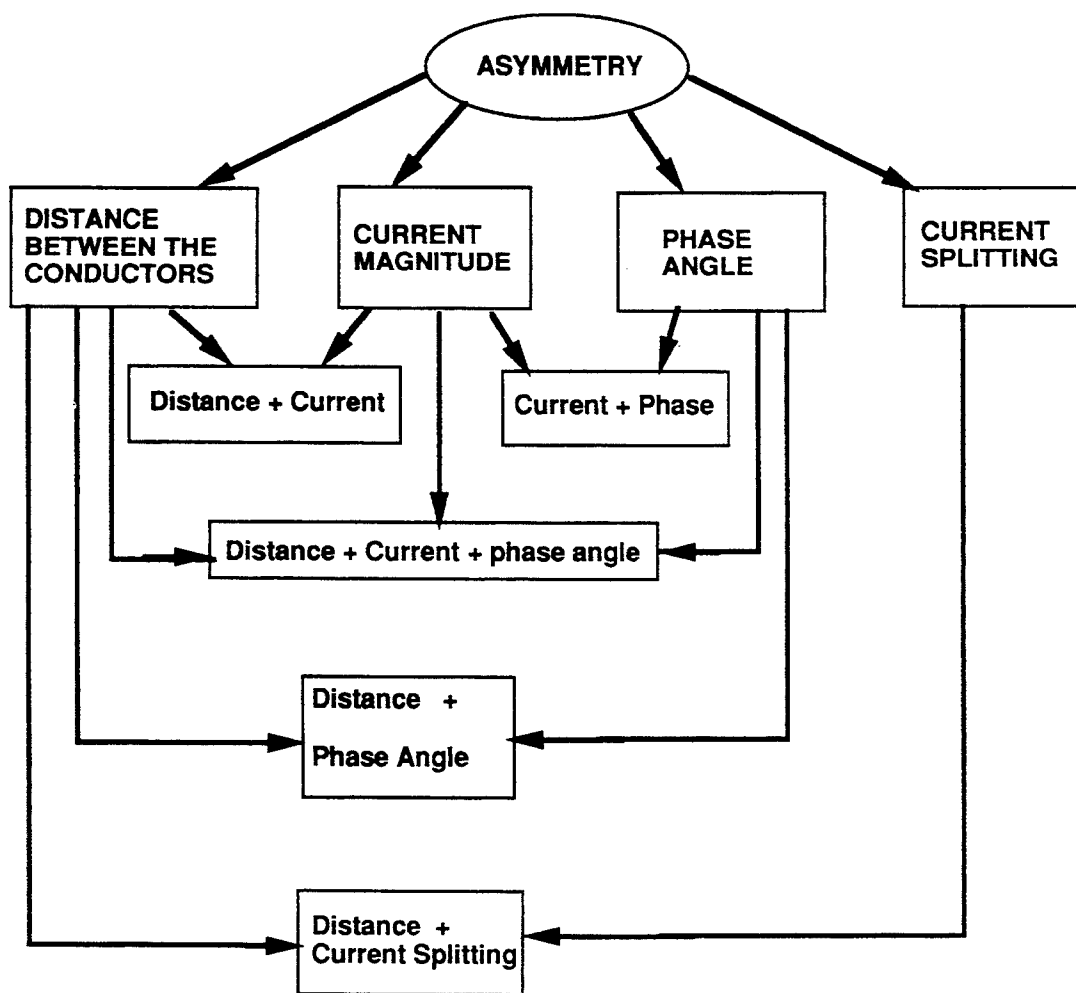 ASYMMETRY
DISTANCE
BETWEEN THE
CONDUCTORS
CURRENT
MAGNITUDE
PHASE
ANGLE
CURRENT
SPLITTING
Distance + Current
Current + Phase
Distance + Current + phase angle
Distance +
Phase Angle
Distance +
Current Splitting